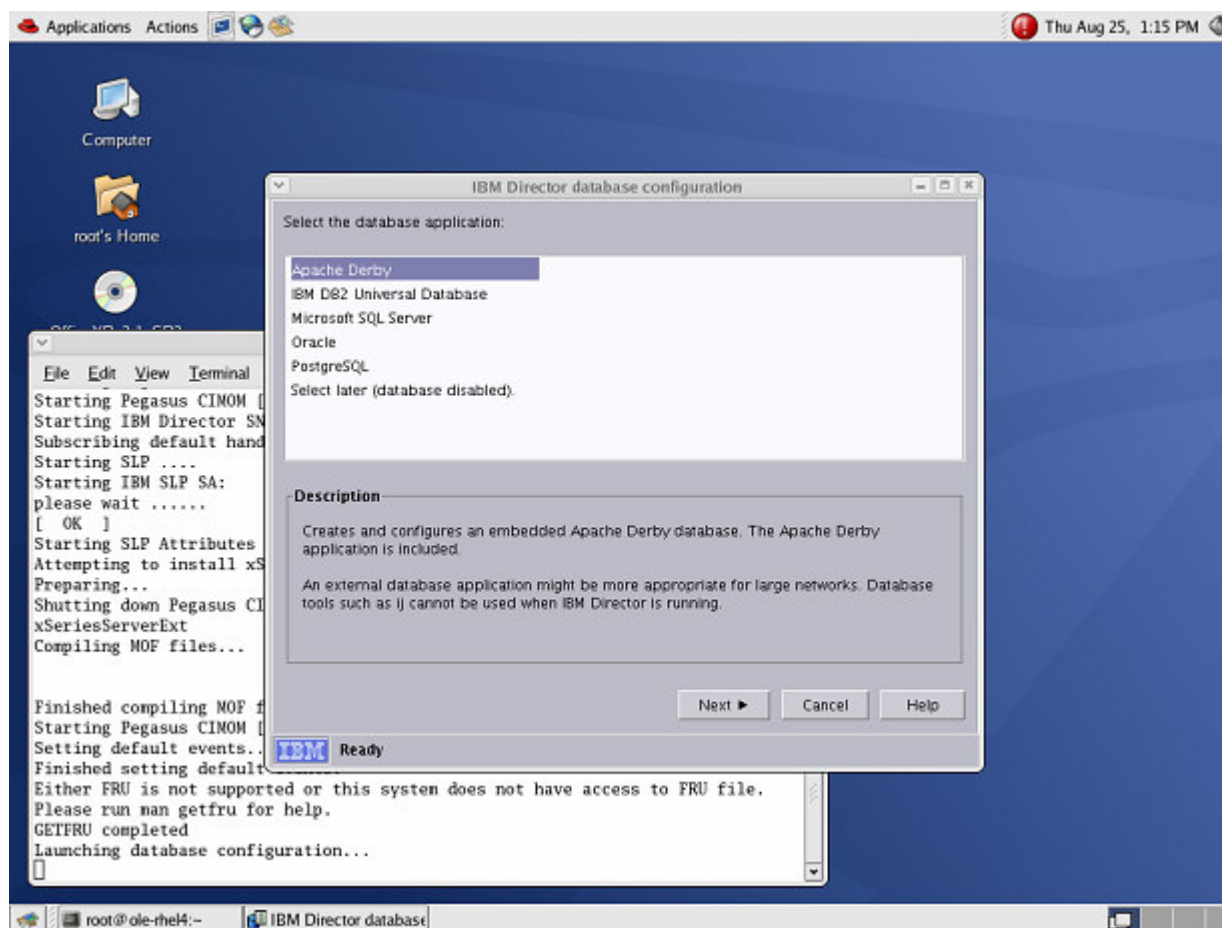 Applications Actions
Thu Aug 25, 1:15 PM
Computer
root's Home
IBM Director database configuration
Select the database application:
Apache Derby
IBM DB2 Universal Database
Microsoft SQL Server
Oracle
PostgreSQL
Select later (database disabled).
Description
Creates and configures an embedded Apache Derby database. The Apache Derby
application is included.
An external database application might be more appropriate for large networks. Database
tools such as ij cannot be used when IBM Director is running.
Next
Cancel
Help
IBM Ready
File Edit View Terminal
Starting Pegasus CIMOM [
Starting IBM Director SN
Subscribing default hand
Starting SLP ....
Starting IBM SLP SA:
please wait ......
[ OK ]
Starting SLP Attributes
Attempting to install xS
Preparing...
Shutting down Pegasus CI
xSeriesServerExt
Compiling MOF files...
Finished compiling MOF f
Starting Pegasus CIMOM [
Setting default events..
Finished setting default
Either FRU is not supported or this system does not have access to FRU file.
Please run man getfru for help.
GETFRU completed
Launching database configuration...
root@ole-rhel4:~
IBM Director database